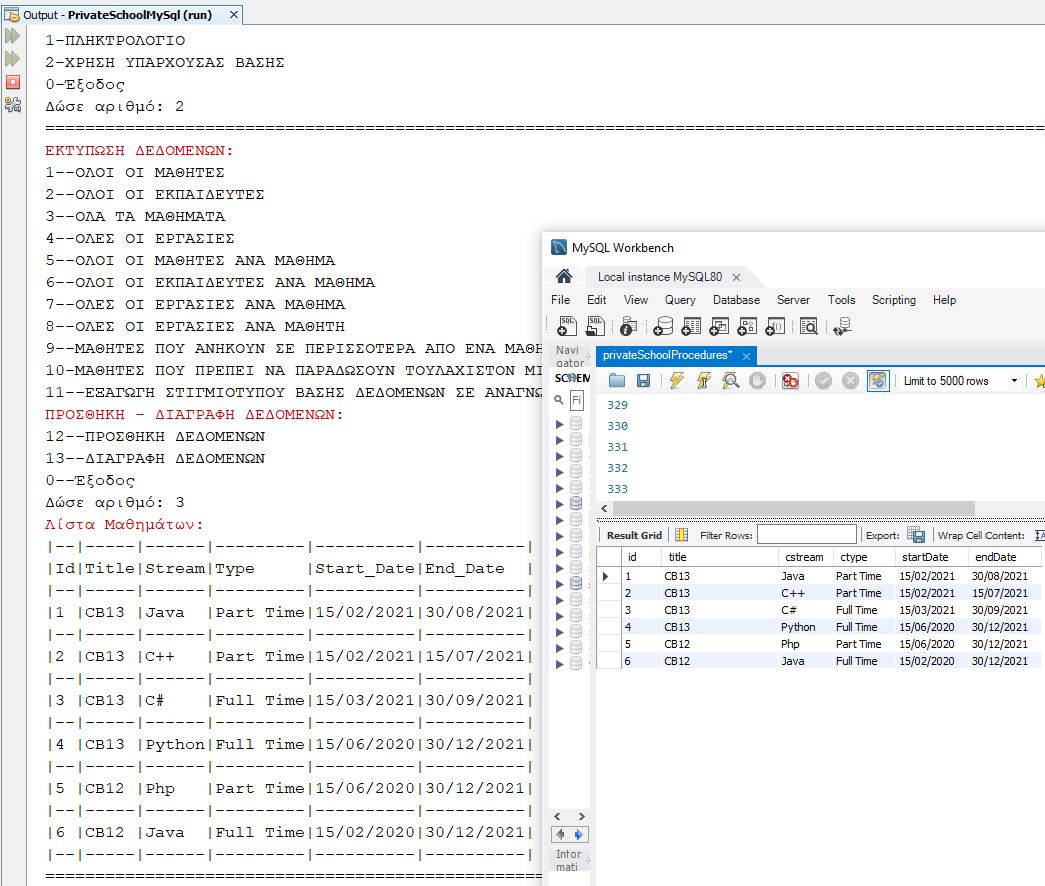 Output - PrivateSchoolMySql (run)
1-ΠΛΗΚΤΡΟΛΟΓΙΟ
2-ΧΡΗΣΗ ΥΠΑΡΧΟΥΣΑΣ ΒΑΣΗΣ
0-Έξοδος
Δώσε αριθμό: 2
================================================================================
ΕΚΤΥΠΩΣΗ ΔΕΔΟΜΕΝΩΝ:
1--ΟΛΟΙ ΟΙ ΜΑΘΗΤΕΣ
2--ΟΛΟΙ ΟΙ ΕΚΠΑΙΔΕΥΤΕΣ
3--ΟΛΑ ΤΑ ΜΑΘΗΜΑΤΑ
4--ΟΛΕΣ ΟΙ ΕΡΓΑΣΙΕΣ
5--ΟΛΟΙ ΟΙ ΜΑΘΗΤΕΣ ΑΝΑ ΜΑΘΗΜΑ
6--ΟΛΟΙ ΟΙ ΕΚΠΑΙΔΕΥΤΕΣ ΑΝΑ ΜΑΘΗΜΑ
7--ΟΛΕΣ ΟΙ ΕΡΓΑΣΙΕΣ ΑΝΑ ΜΑΘΗΜΑ
8--ΟΛΕΣ ΟΙ ΕΡΓΑΣΙΕΣ ΑΝΑ ΜΑΘΗΤΗ
9--ΜΑΘΗΤΕΣ ΠΟΥ ΑΝΗΚΟΥΝ ΣΕ ΠΕΡΙΣΣΟΤΕΡΑ ΑΠΟ ΕΝΑ ΜΑΘΗ
10-ΜΑΘΗΤΕΣ ΠΟΥ ΠΡΕΠΕΙ ΝΑ ΠΑΡΑΔΩΣΟΥΝ ΤΟΥΛΑΧΙΣΤΟΝ ΜΙ
11--ΕΞΑΓΩΓΗ ΣΤΙΓΜΙΟΤΥΠΟΥ ΒΑΣΗΣ ΔΕΔΟΜΕΝΩΝ ΣΕ ΑΝΑΓΝΩ
ΠΡΟΣΘΗΚΗ - ΔΙΑΓΡΑΦΗ ΔΕΔΟΜΕΝΩΝ:
12--ΠΡΟΣΘΗΚΗ ΔΕΔΟΜΕΝΩΝ
13--ΔΙΑΓΡΑΦΗ ΔΕΔΟΜΕΝΩΝ
0--Έξοδος
Δώσε αριθμό: 3
Λίστα Μαθημάτων:
|--|-----|------|---------|----------|----------|
|Id|Title|Stream|Type     |Start_Date|End_Date  |
|--|-----|------|---------|----------|----------|
|1 |CB13 |Java  |Part Time|15/02/2021|30/08/2021|
|--|-----|------|---------|----------|----------|
|2 |CB13 |C++   |Part Time|15/02/2021|15/07/2021|
|--|-----|------|---------|----------|----------|
|3 |CB13 |C#    |Full Time|15/03/2021|30/09/2021|
|--|-----|------|---------|----------|----------|
|4 |CB13 |Python|Full Time|15/06/2020|30/12/2021|
|--|-----|------|---------|----------|----------|
|5 |CB12 |Php   |Part Time|15/06/2020|30/12/2021|
|--|-----|------|---------|----------|----------|
|6 |CB12 |Java  |Full Time|15/02/2020|30/12/2021|
|--|-----|------|---------|----------|----------|
==================================================
MySQL Workbench
Local instance MySQL80
File Edit View Query Database Server Tools Scripting Help
Navi
gator
SCHEM
Fi
privateSchoolProcedures*
Limit to 5000 rows
329
330
331
332
333
Result Grid Filter Rows: Export: Wrap Cell Content:
id title cstream ctype startDate endDate
1 CB13 Java Part Time 15/02/2021 30/08/2021
2 CB13 C++ Part Time 15/02/2021 15/07/2021
3 CB13 C# Full Time 15/03/2021 30/09/2021
4 CB13 Python Full Time 15/06/2020 30/12/2021
5 CB12 Php Part Time 15/06/2020 30/12/2021
6 CB12 Java Full Time 15/02/2020 30/12/2021
Infor
mati